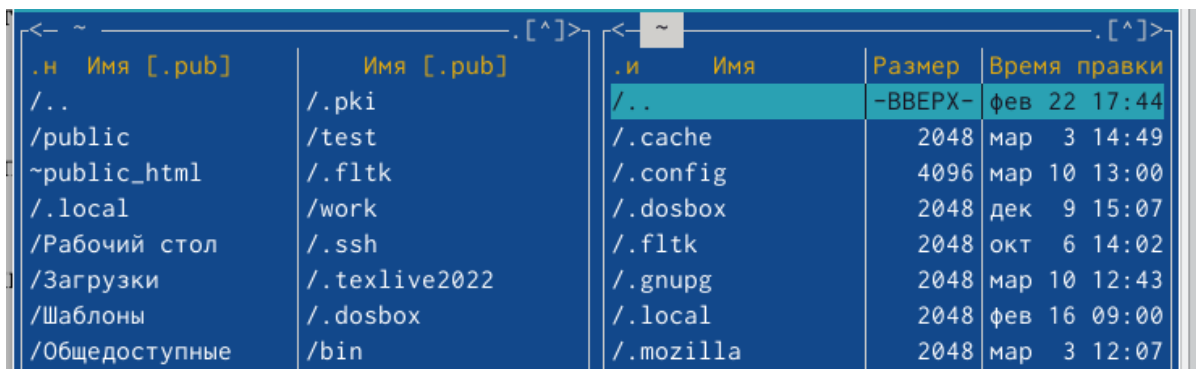 <— ~ .[^]> <— ~ .[^]>
.н Имя [.pub] Имя [.pub] .и Имя Размер Время правки
/.. /.pki /.. -ВВЕРХ- фев 22 17:44
/public /test /.cache 2048 мар 3 14:49
~public_html /.fltk /.config 4096 мар 10 13:00
/.local /work /.dosbox 2048 дек 9 15:07
/Рабочий стол /.ssh /.fltk 2048 окт 6 14:02
/Загрузки /.texlive2022 /.gnupg 2048 мар 10 12:43
/Шаблоны /.dosbox /.local 2048 фев 16 09:00
/Общедоступные /bin /.mozilla 2048 мар 3 12:07